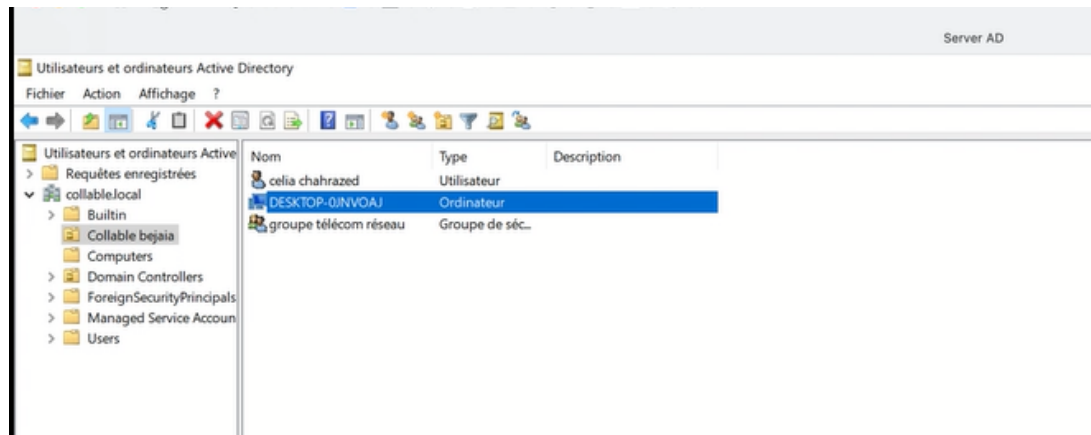 Server AD
Utilisateurs et ordinateurs Active Directory
Fichier Action Affichage ?
Utilisateurs et ordinateurs Active
Requêtes enregistrées
collable.local
Builtin
Collable bejaia
Computers
Domain Controllers
ForeignSecurityPrincipals
Managed Service Accoun
Users
Nom Type Description
celia chahrazed Utilisateur
DESKTOP-0JNVOAJ Ordinateur
groupe télécom réseau Groupe de séc...